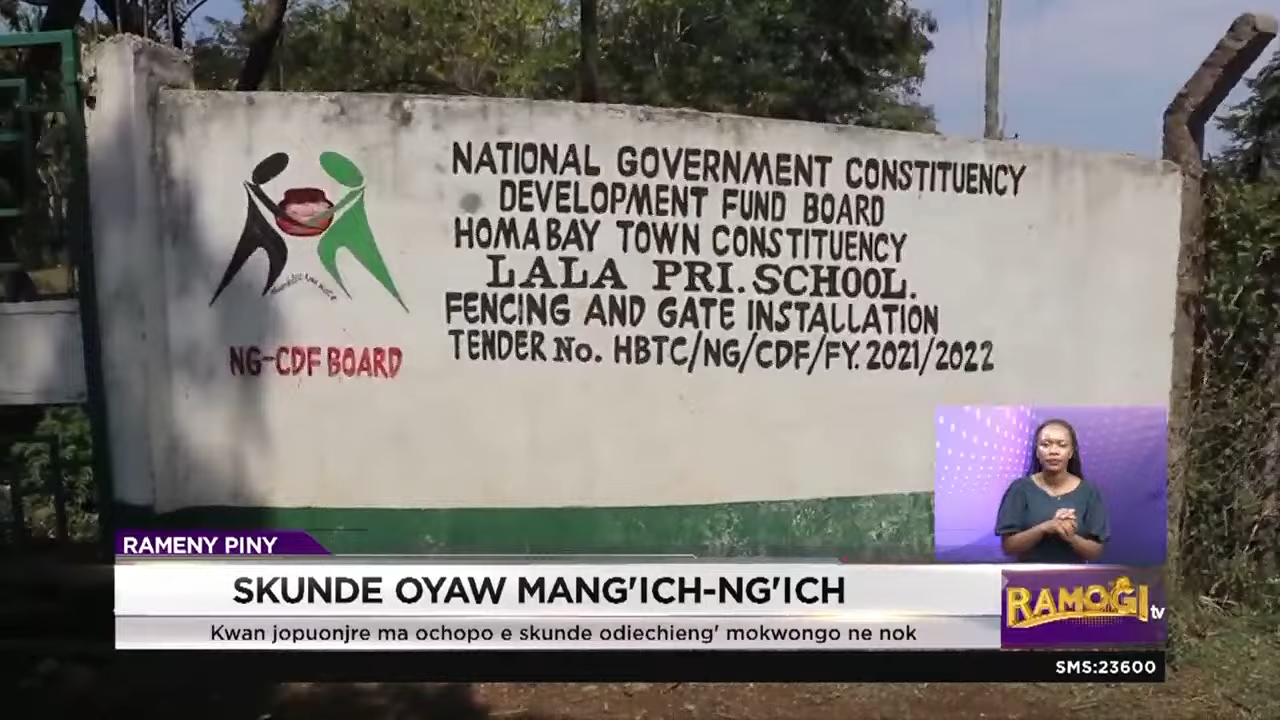 NATIONAL GOVERNMENT CONSTITUENCY
DEVELOPMENT FUND BOARD
HOMABAY TOWN CONSTITUENCY
LALA PRI. SCHOOL.
FENCING AND GATE INSTALLATION
TENDER No. HBTC/NG/CDF/FY. 2021/2022
NG-CDF BOARD
RAMENY PINY
SKUNDE OYAW MANG'ICH-NG'ICH
Kwan jopuonjre ma ochopo e skunde odiechieng' mokwongo ne nok
RAMOGI tv
SMS:23600